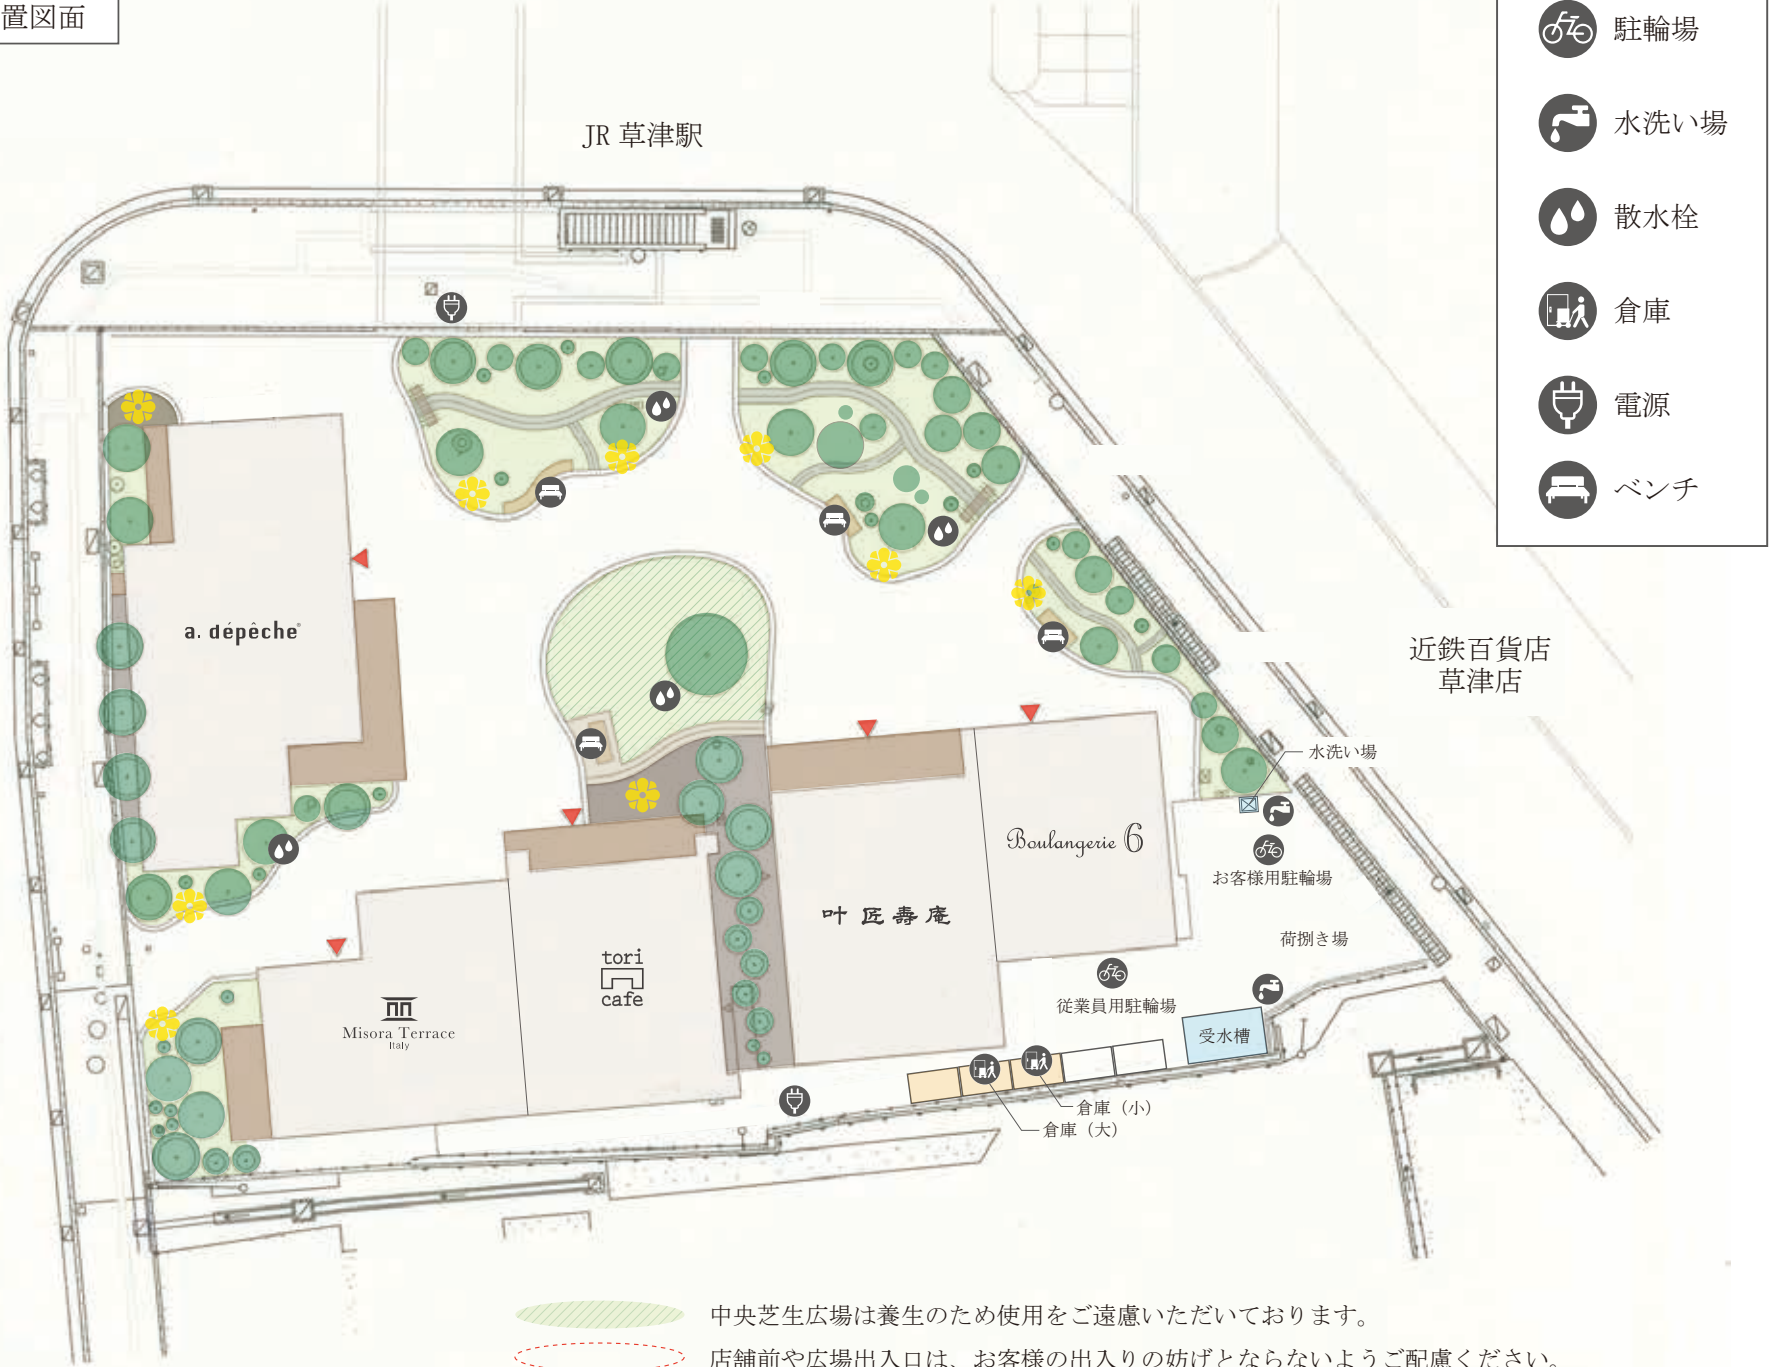 置図面
JR 草津駅
駐輪場
水洗い場
散水栓
倉庫
電源
ベンチ
近鉄百貨店
草津店
a. dépêche
水洗い場
Boulangerie 6
お客様用駐輪場
叶 匠 壽 庵
荷捌き場
tori
cafe
従業員用駐輪場
Misora Terrace
Italy
受水槽
倉庫（小）
倉庫（大）
中央芝生広場は養生のため使用をご遠慮いただいております。
店舗前や広場出入口は、お客様の出入りの妨げとならないようご配慮ください。